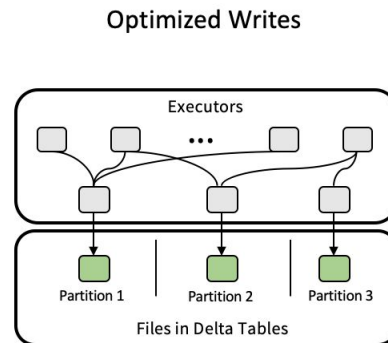 Optimized Writes
Executors
...
Partition 1
Partition 2
Partition 3
Files in Delta Tables